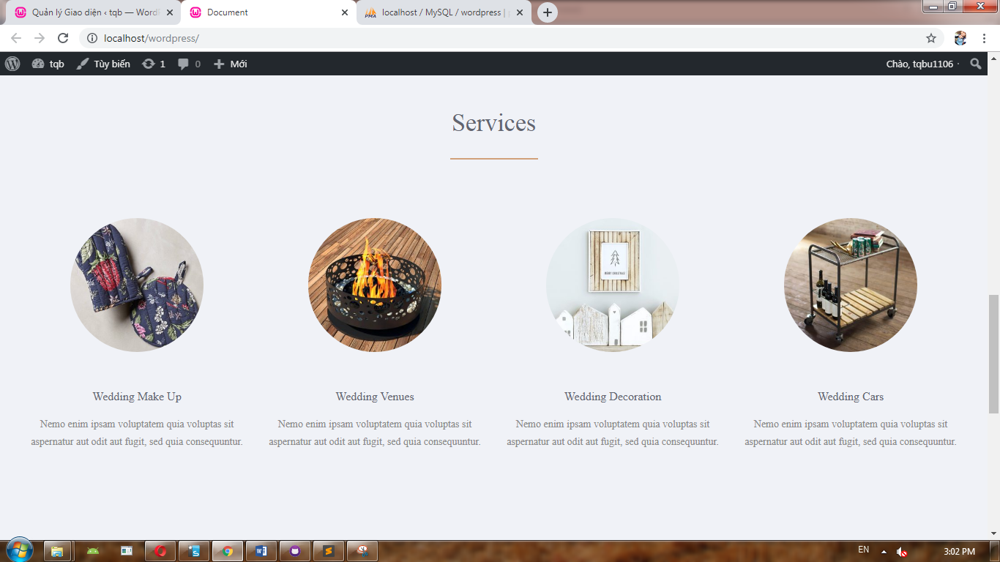 Quản lý Giao diện ‹ tqb — Word
Document
localhost / MySQL / wordpress |
localhost/wordpress/
tqb
Tùy biến
1
0
Mới
Chào, tqbu1106
Services
MERRY CHRISTMAS
Wedding Make Up
Wedding Venues
Wedding Decoration
Wedding Cars
Nemo enim ipsam voluptatem quia voluptas sit
aspernatur aut odit aut fugit, sed quia consequuntur.
Nemo enim ipsam voluptatem quia voluptas sit
aspernatur aut odit aut fugit, sed quia consequuntur.
Nemo enim ipsam voluptatem quia voluptas sit
aspernatur aut odit aut fugit, sed quia consequuntur.
Nemo enim ipsam voluptatem quia voluptas sit
aspernatur aut odit aut fugit, sed quia consequuntur.
EN
3:02 PM